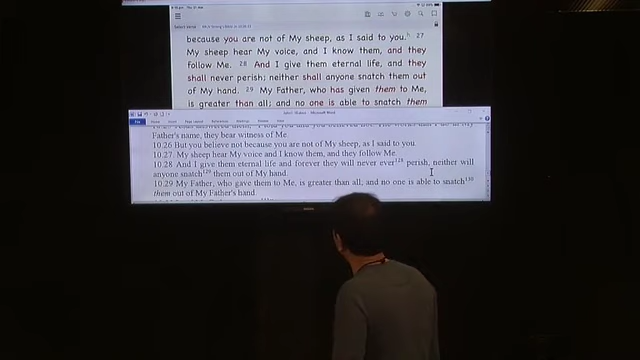 because you are not of My sheep, as I said to you.ʰ 27
My sheep hear My voice, and I know them, and they
follow Me. 28 And I give them eternal life, and they
shall never perish; neither shall anyone snatch them out
of My hand. 29 My Father, who has given them to Me,
is greater than all; and no one is able to snatch them
Father's name, they bear witness of Me.
10.26 But you believe not because you are not of My sheep, as I said to you.
10.27 My sheep hear My voice and I know them, and they follow Me.
10.28 And I give them eternal life and forever they will never ever¹²⁸ perish, neither will
anyone snatch¹²⁹ them out of My hand.
10.29 My Father, who gave them to Me, is greater than all; and no one is able to snatch¹³⁰
them out of My Father's hand.